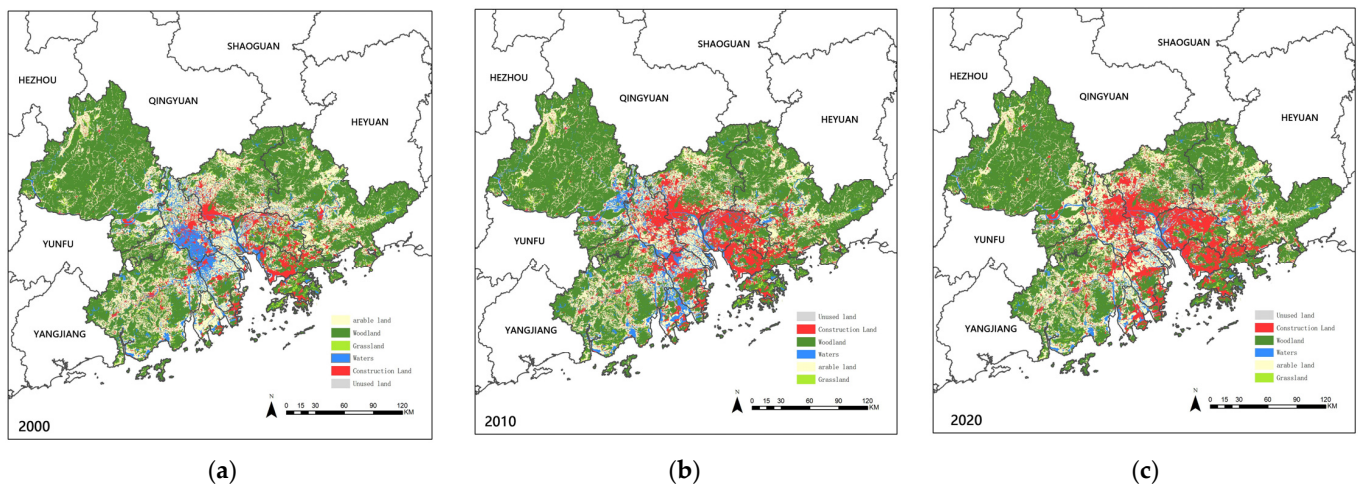 SHAOGUAN
HEZHOU
QINGYUAN
HEYUAN
YUNFU
YANGJIANG
arable land
Woodland
Grassland
Waters
Construction Land
Unused land
N
0 15 30 60 90 120
KM
2000
(a)
SHAOGUAN
HEZHOU
QINGYUAN
HEYUAN
YUNFU
YANGJIANG
Unused land
Construction Land
Woodland
Waters
arable land
Grassland
N
0 15 30 60 90 120
KM
2010
(b)
SHAOGUAN
HEZHOU
QINGYUAN
HEYUAN
YUNFU
YANGJIANG
Unused land
Construction Land
Woodland
Waters
arable land
Grassland
N
0 15 30 60 90 120
KM
2020
(c)